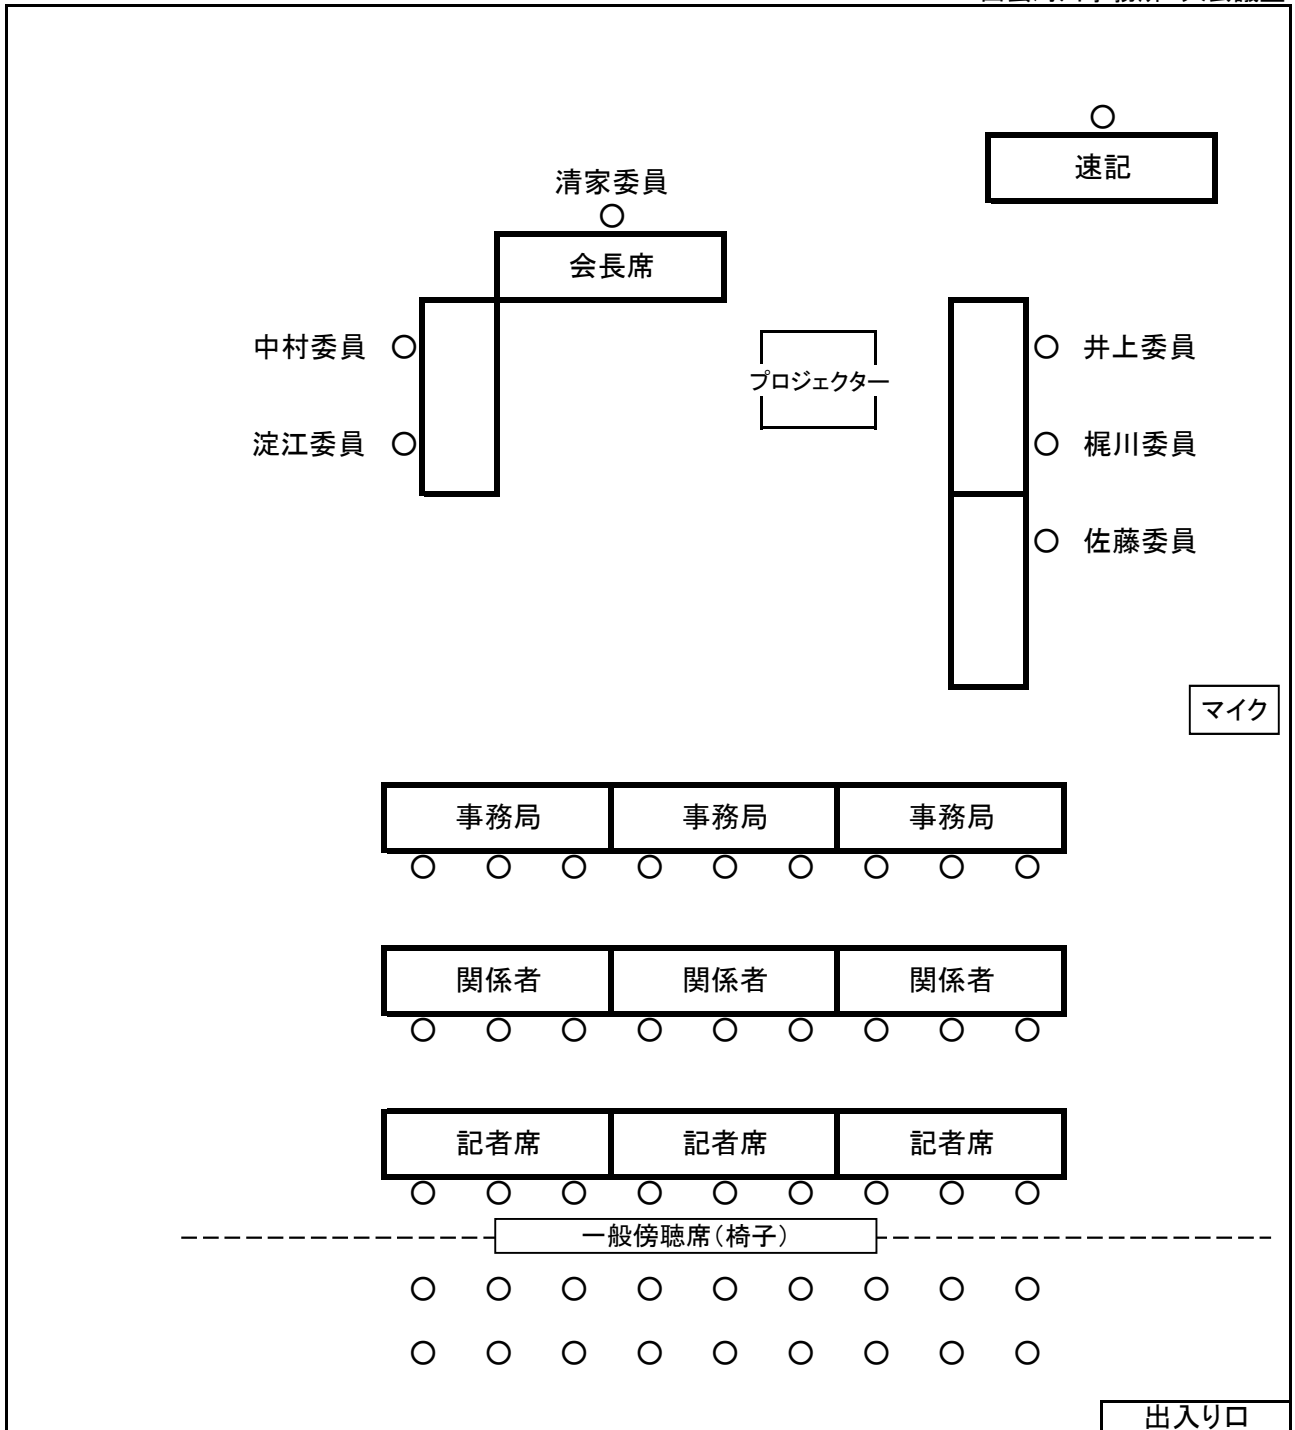 速記
清家委員
会長席
中村委員
井上委員
プロジェクター
淀江委員
梶川委員
佐藤委員
マイク
事務局 事務局 事務局
関係者 関係者 関係者
記者席 記者席 記者席
一般傍聴席（椅子）
出入り口